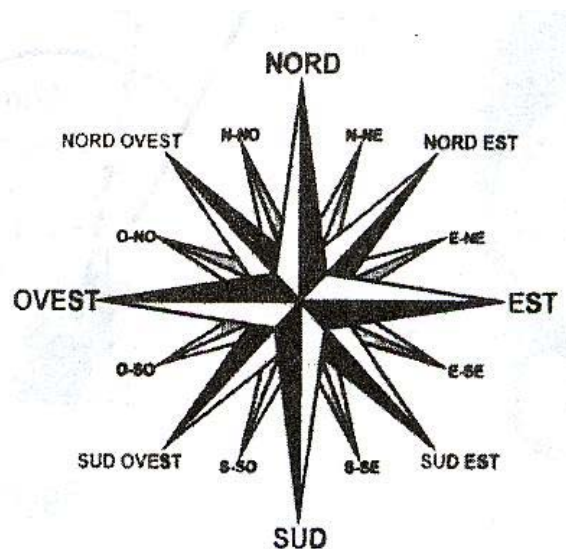 NORD
NORD OVEST
N-NO
N-NE
NORD EST
O-NO
E-NE
OVEST
EST
O-SO
E-SE
SUD OVEST
S-SO
S-SE
SUD EST
SUD